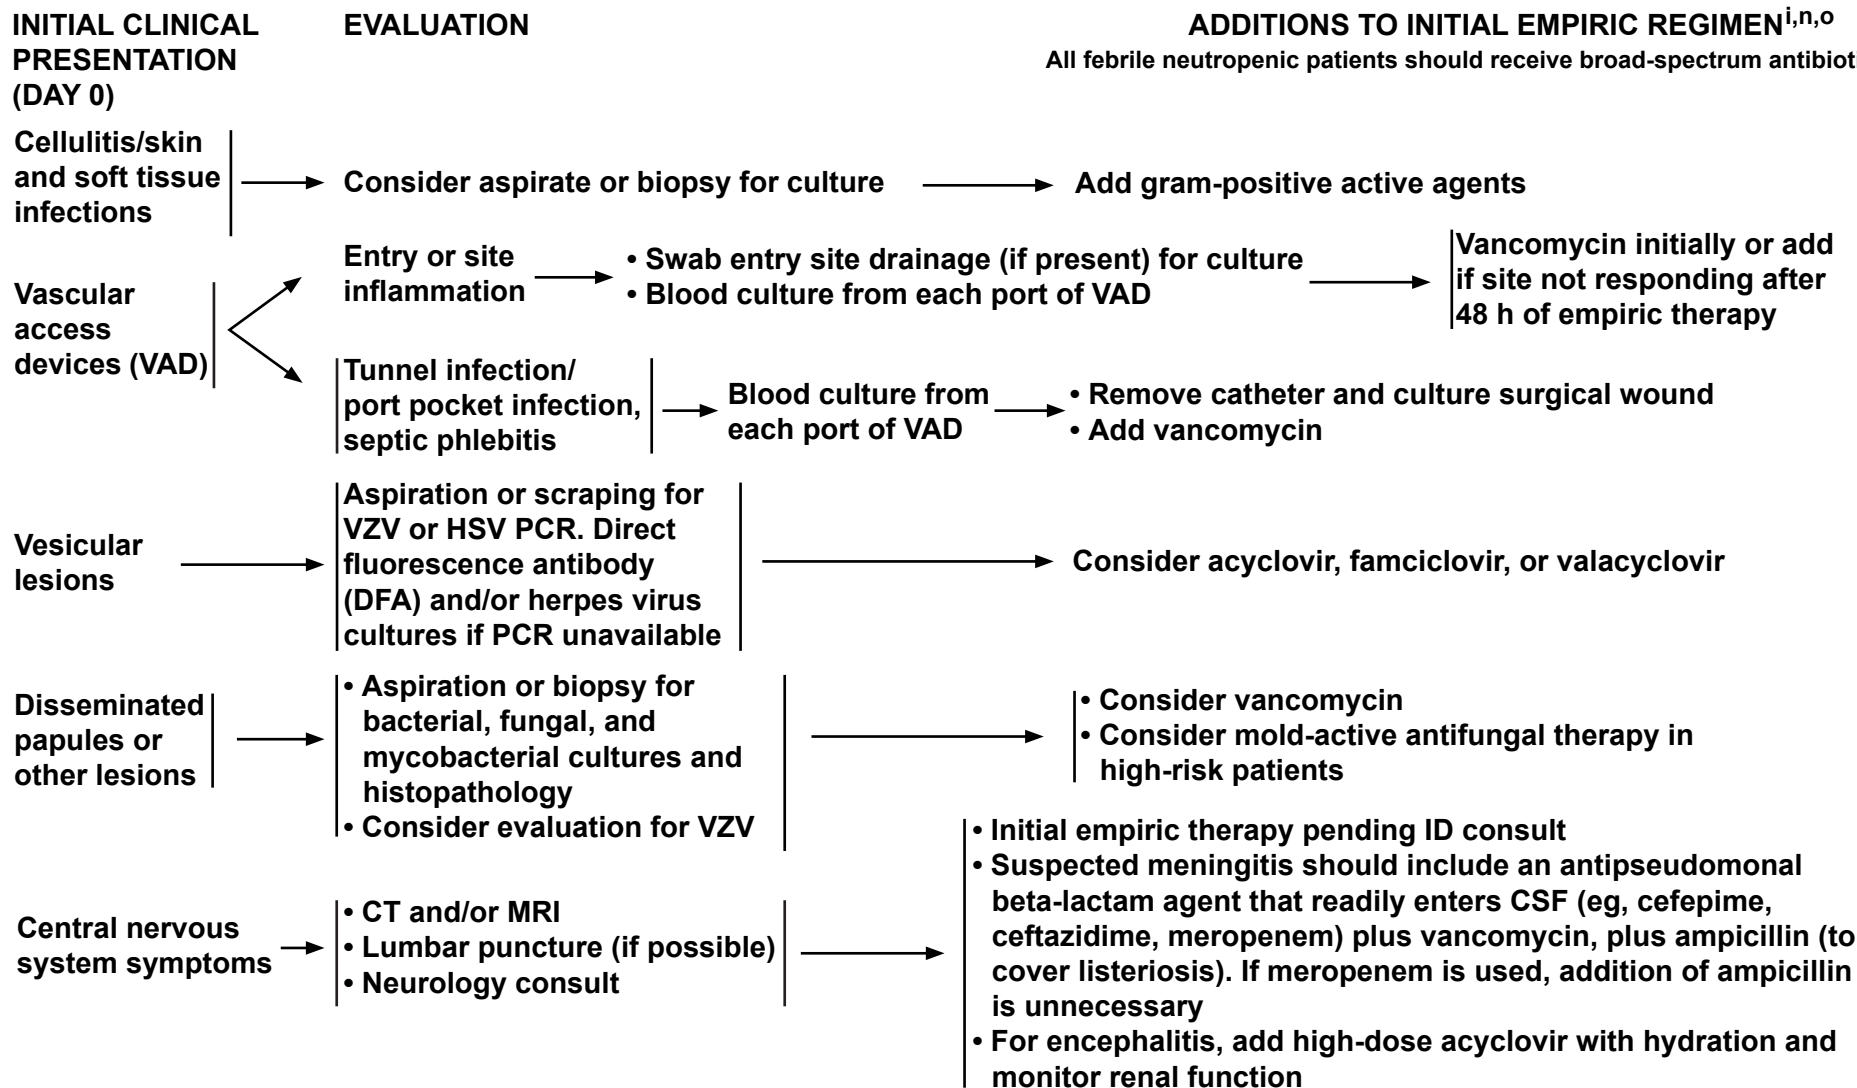 INITIAL CLINICAL
PRESENTATION
(DAY 0)
EVALUATION
ADDITIONS TO INITIAL EMPIRIC REGIMENi,n,o
All febrile neutropenic patients should receive broad-spectrum antibioti
Cellulitis/skin
and soft tissue
infections
Consider aspirate or biopsy for culture
Add gram-positive active agents
Vascular
access
devices (VAD)
Entry or site
inflammation
• Swab entry site drainage (if present) for culture
• Blood culture from each port of VAD
Vancomycin initially or add
if site not responding after
48 h of empiric therapy
Tunnel infection/
port pocket infection,
septic phlebitis
Blood culture from
each port of VAD
• Remove catheter and culture surgical wound
• Add vancomycin
Vesicular
lesions
Aspiration or scraping for
VZV or HSV PCR. Direct
fluorescence antibody
(DFA) and/or herpes virus
cultures if PCR unavailable
Consider acyclovir, famciclovir, or valacyclovir
Disseminated
papules or
other lesions
• Aspiration or biopsy for
bacterial, fungal, and
mycobacterial cultures and
histopathology
• Consider evaluation for VZV
• Consider vancomycin
• Consider mold-active antifungal therapy in
high-risk patients
Central nervous
system symptoms
• CT and/or MRI
• Lumbar puncture (if possible)
• Neurology consult
• Initial empiric therapy pending ID consult
• Suspected meningitis should include an antipseudomonal
beta-lactam agent that readily enters CSF (eg, cefepime,
ceftazidime, meropenem) plus vancomycin, plus ampicillin (to
cover listeriosis). If meropenem is used, addition of ampicillin
is unnecessary
• For encephalitis, add high-dose acyclovir with hydration and
monitor renal function